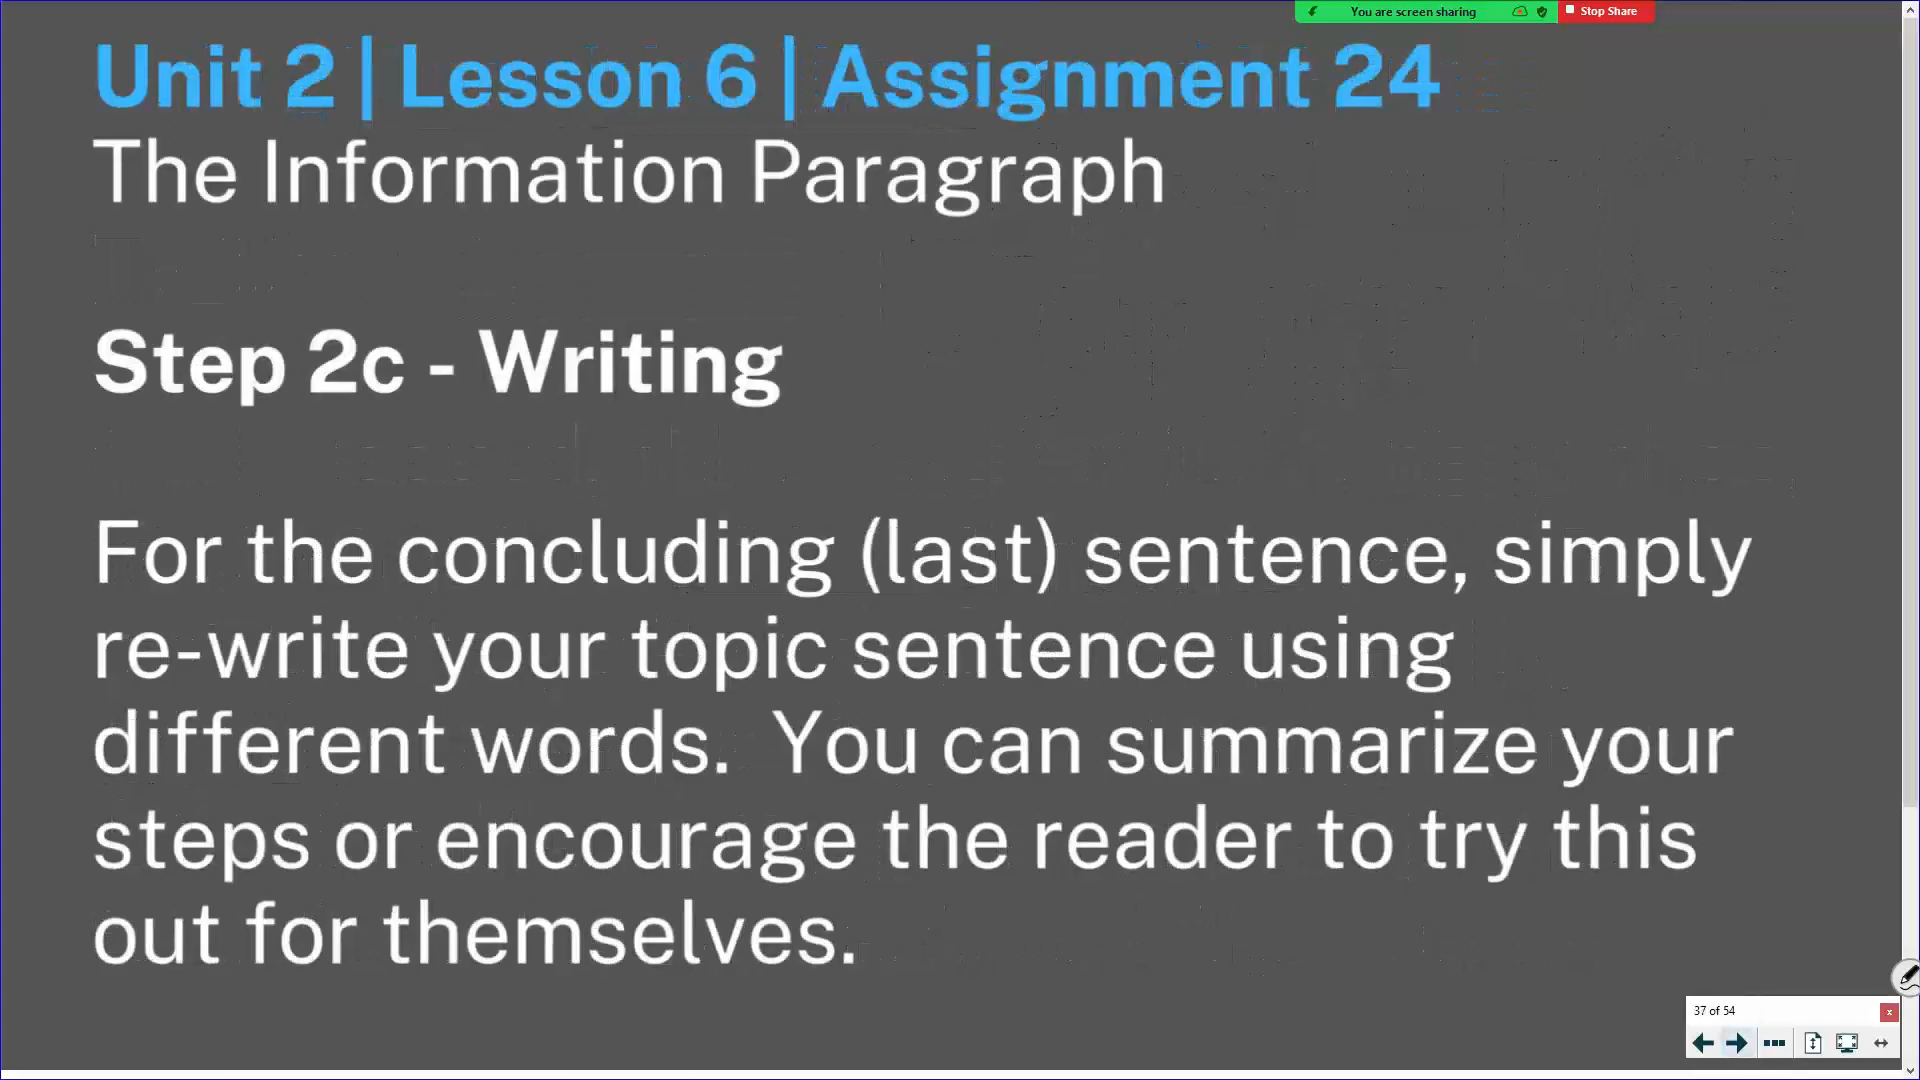 You are screen sharing
Stop Share
Unit 2 | Lesson 6 | Assignment 24
The Information Paragraph
Step 2c - Writing
For the concluding (last) sentence, simply
re-write your topic sentence using
different words.  You can summarize your
steps or encourage the reader to try this
out for themselves.
37 of 54